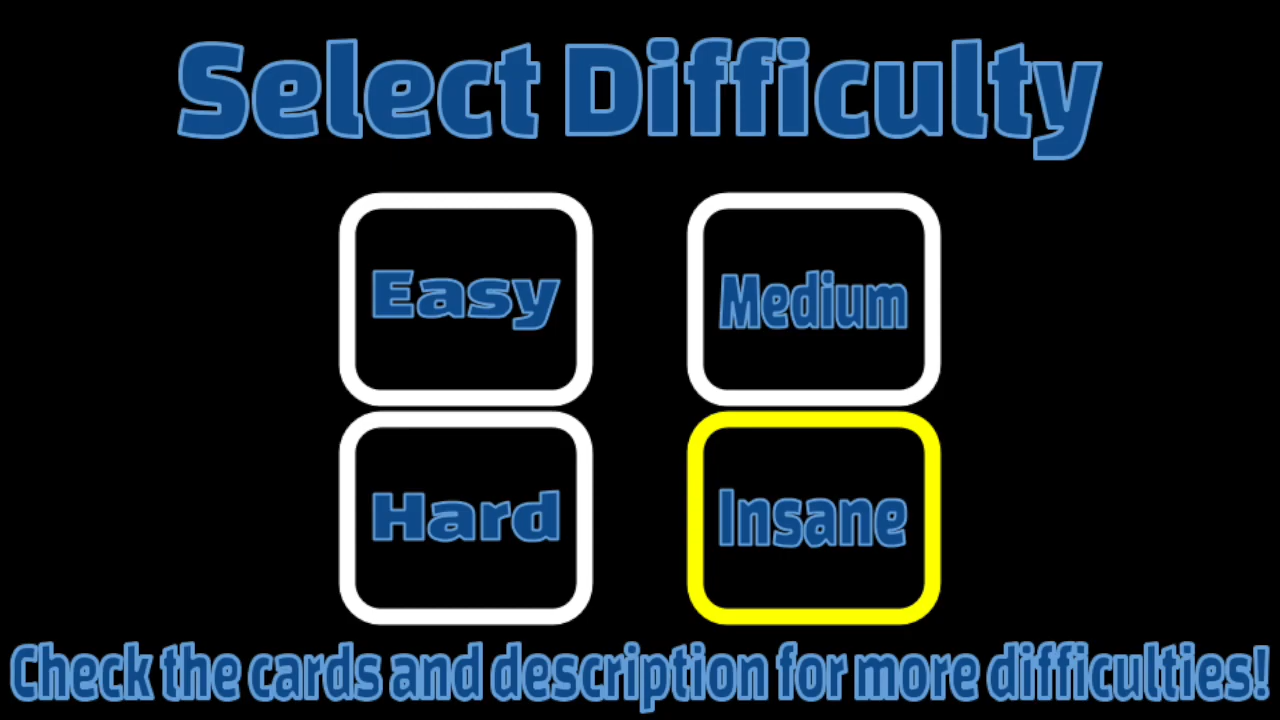 Select Difficulty
Easy
Medium
Hard
Insane
Check the cards and description for more difficulties!